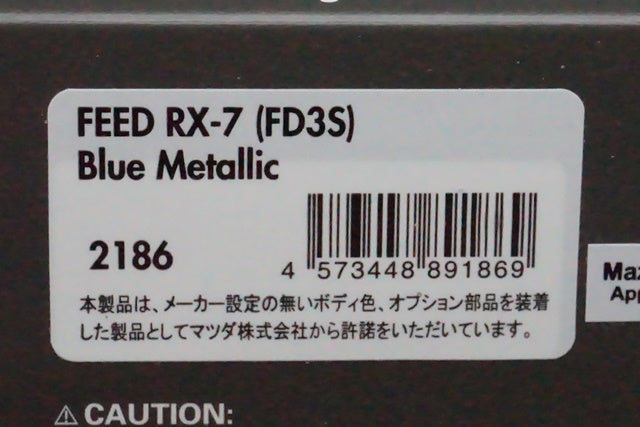 FEED RX-7 (FD3S)
Blue Metallic
2186
4 573448 891869
本製品は、メーカー設定の無いボディ色、オプション部品を装着
した製品としてマツダ株式会社から許諾をいただいています。
⚠CAUTION: